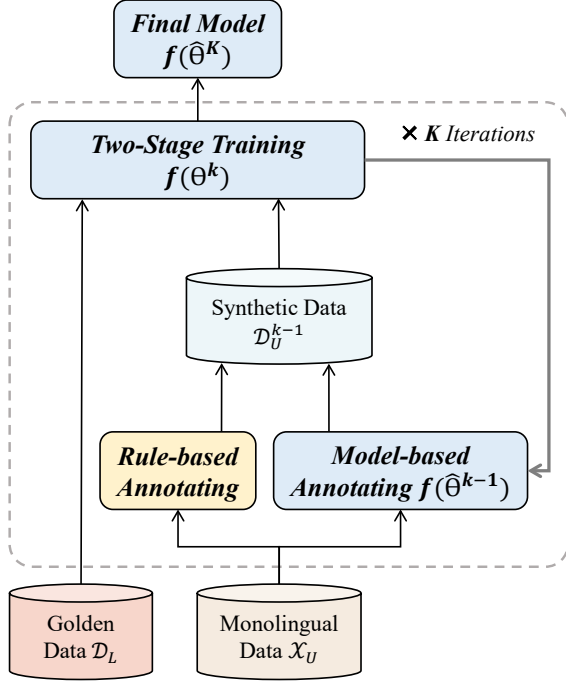 Final Model
f(Θ̂^K)
Two-Stage Training
f(Θ^k)
× K Iterations
Synthetic Data
𝒟_U^{k-1}
Rule-based
Annotating
Model-based
Annotating f(Θ̂^{k-1})
Golden
Data 𝒟_L
Monolingual
Data 𝒳_U